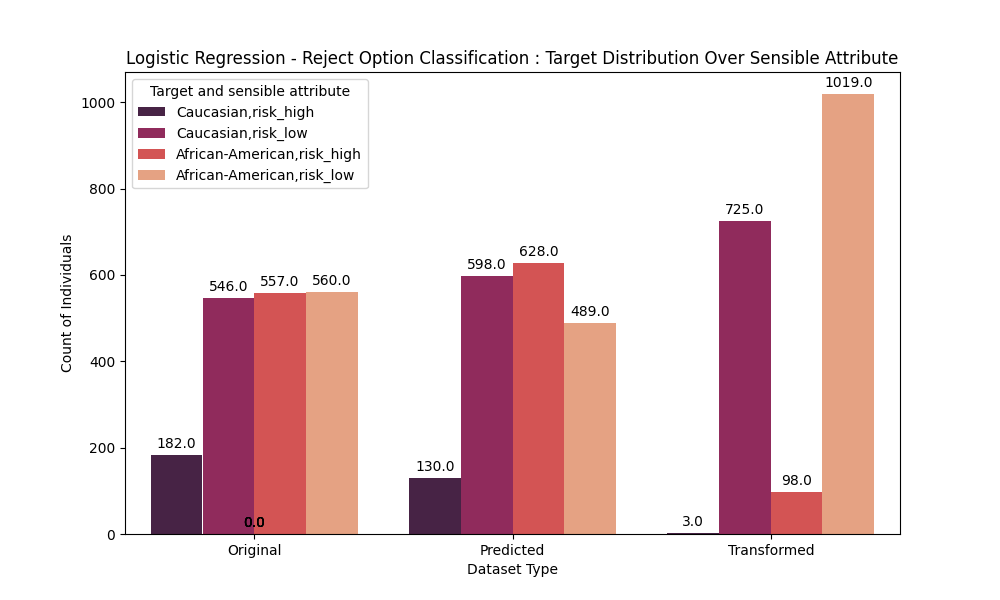 Logistic Regression - Reject Option Classification : Target Distribution Over Sensible Attribute
Target and sensible attribute
Caucasian,risk_high
Caucasian,risk_low
African-American,risk_high
African-American,risk_low
Count of Individuals
1000
800
600
400
200
0
182.0
546.0
557.0
560.0
0.0
130.0
598.0
628.0
489.0
3.0
725.0
98.0
1019.0
Original
Predicted
Transformed
Dataset Type